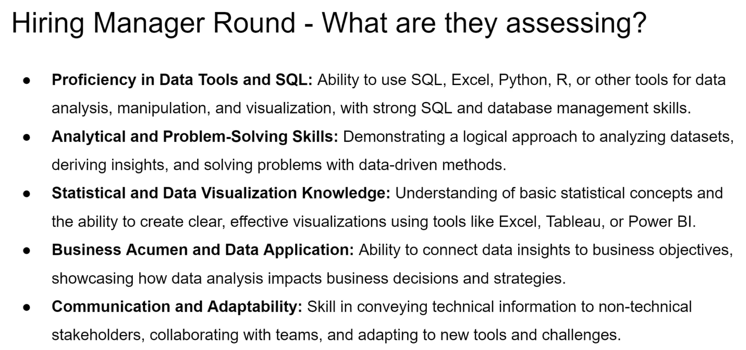 Hiring Manager Round - What are they assessing?
● Proficiency in Data Tools and SQL: Ability to use SQL, Excel, Python, R, or other tools for data
analysis, manipulation, and visualization, with strong SQL and database management skills.
● Analytical and Problem-Solving Skills: Demonstrating a logical approach to analyzing datasets,
deriving insights, and solving problems with data-driven methods.
● Statistical and Data Visualization Knowledge: Understanding of basic statistical concepts and
the ability to create clear, effective visualizations using tools like Excel, Tableau, or Power BI.
● Business Acumen and Data Application: Ability to connect data insights to business objectives,
showcasing how data analysis impacts business decisions and strategies.
● Communication and Adaptability: Skill in conveying technical information to non-technical
stakeholders, collaborating with teams, and adapting to new tools and challenges.